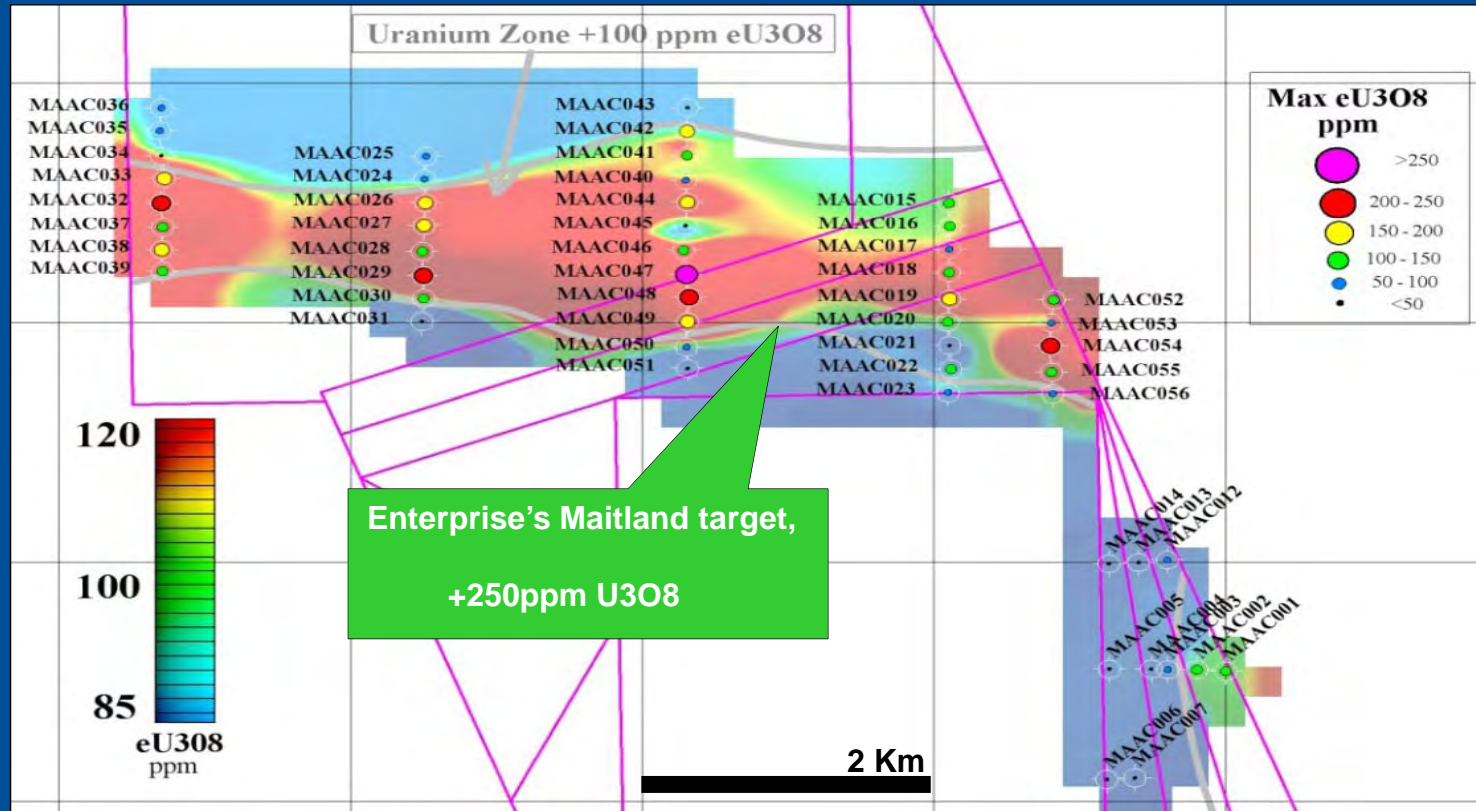 Uranium Zone +100 ppm eU3O8
MAAC036
MAAC035
MAAC034
MAAC033
MAAC032
MAAC037
MAAC038
MAAC039
MAAC025
MAAC024
MAAC026
MAAC027
MAAC028
MAAC029
MAAC030
MAAC031
MAAC043
MAAC042
MAAC041
MAAC040
MAAC044
MAAC045
MAAC046
MAAC047
MAAC048
MAAC049
MAAC050
MAAC051
MAAC015
MAAC016
MAAC017
MAAC018
MAAC019
MAAC020
MAAC021
MAAC022
MAAC023
MAAC052
MAAC053
MAAC054
MAAC055
MAAC056
Max eU3O8
ppm
>250
200 - 250
150 - 200
100 - 150
50 - 100
<50
120
100
85
eU308
ppm
Enterprise's Maitland target,
+250ppm U3O8
MAAC014
MAAC013
MAAC012
MAAC005
MAAC004
MAAC003
MAAC002
MAAC001
MAAC006
MAAC007
2 Km